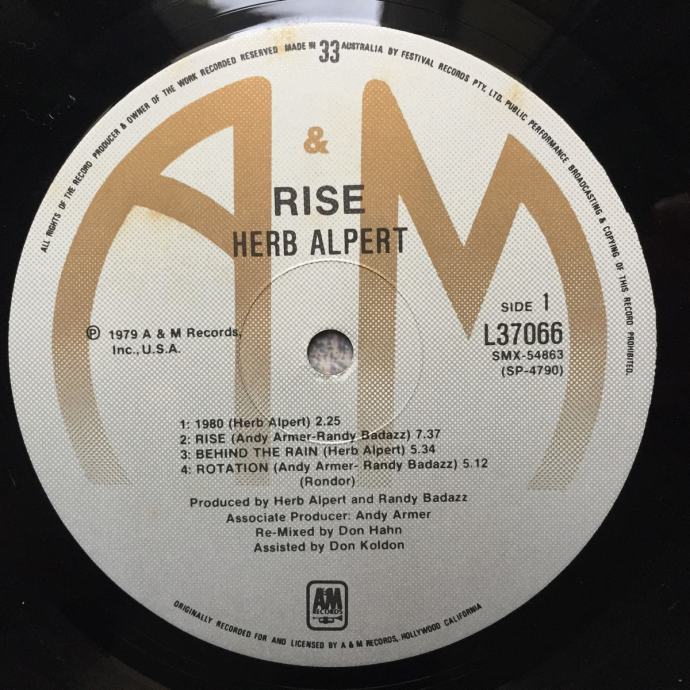 ALL RIGHTS OF THE RECORD PRODUCER & OWNER OF THE WORK RECORDED RESERVED MADE IN 33 AUSTRALIA BY FESTIVAL RECORDS PTY. LTD. PUBLIC PERFORMANCE BROADCASTING & COPYING OF THIS RECORD PROHIBITED.
A & M
RISE
HERB ALPERT
SIDE 1
L37066
SMX-54863
(SP-4790)
℗ 1979 A & M Records,
Inc., U.S.A.
1: 1980 (Herb Alpert) 2.25
2: RISE (Andy Armer-Randy Badazz) 7.37
3: BEHIND THE RAIN (Herb Alpert) 5.34
4: ROTATION (Andy Armer- Randy Badazz) 5.12
(Rondor)
Produced by Herb Alpert and Randy Badazz
Associate Producer: Andy Armer
Re-Mixed by Don Hahn
Assisted by Don Koldon
A&M
RECORDS
ORIGINALLY RECORDED FOR AND LICENSED BY A & M RECORDS, HOLLYWOOD CALIFORNIA